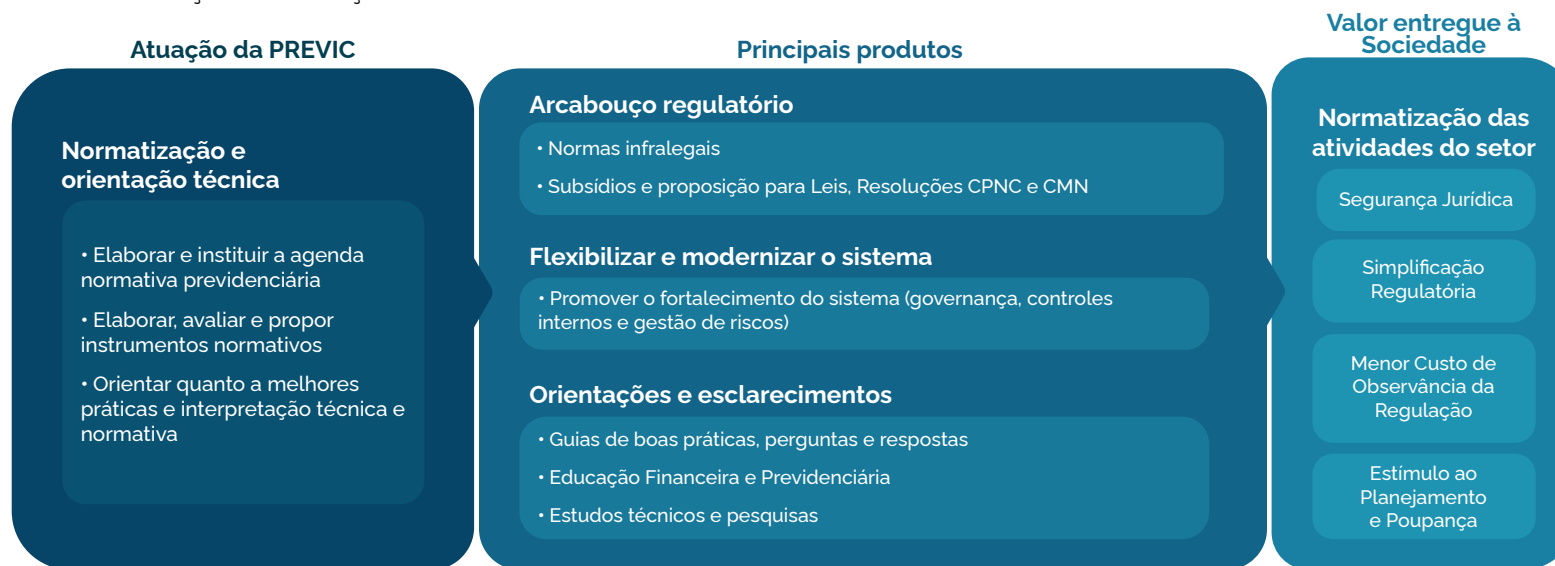 Atuação da PREVIC
Normatização e
orientação técnica
• Elaborar e instituir a agenda
normativa previdenciária
• Elaborar, avaliar e propor
instrumentos normativos
• Orientar quanto a melhores
práticas e interpretação técnica e
normativa
Principais produtos
Arcabouço regulatório
• Normas infralegais
• Subsídios e proposição para Leis, Resoluções CPNC e CMN
Flexibilizar e modernizar o sistema
• Promover o fortalecimento do sistema (governança, controles
internos e gestão de riscos)
Orientações e esclarecimentos
• Guias de boas práticas, perguntas e respostas
• Educação Financeira e Previdenciária
• Estudos técnicos e pesquisas
Valor entregue à
Sociedade
Normatização das
atividades do setor
Segurança Jurídica
Simplificação
Regulatória
Menor Custo de
Observância da
Regulação
Estímulo ao
Planejamento
e Poupança